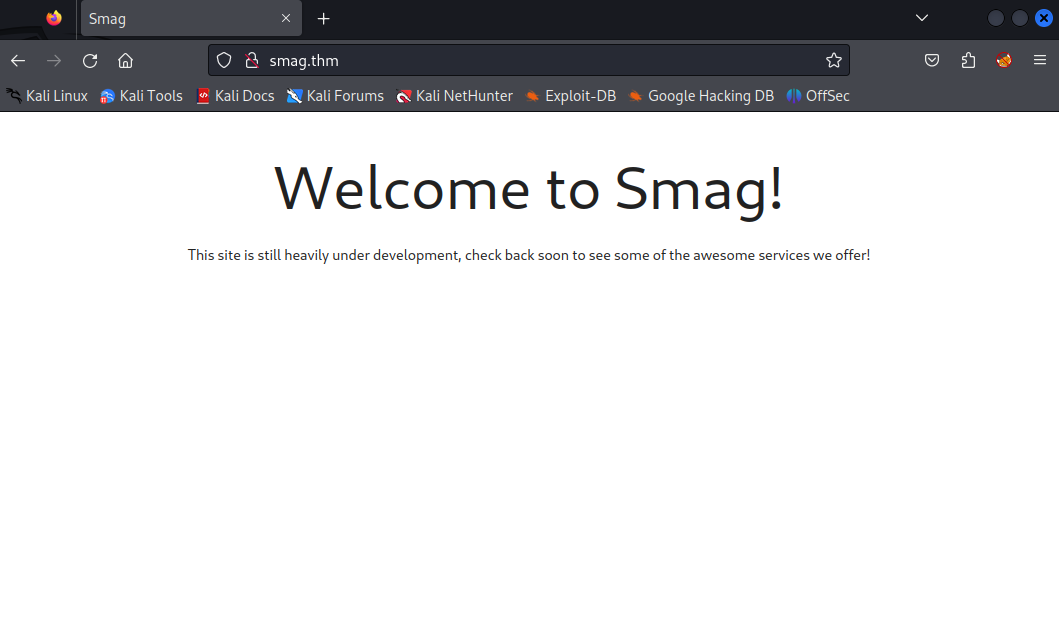 Smag
smag.thm
Kali Linux Kali Tools Kali Docs Kali Forums Kali NetHunter Exploit-DB Google Hacking DB OffSec
Welcome to Smag!
This site is still heavily under development, check back soon to see some of the awesome services we offer!